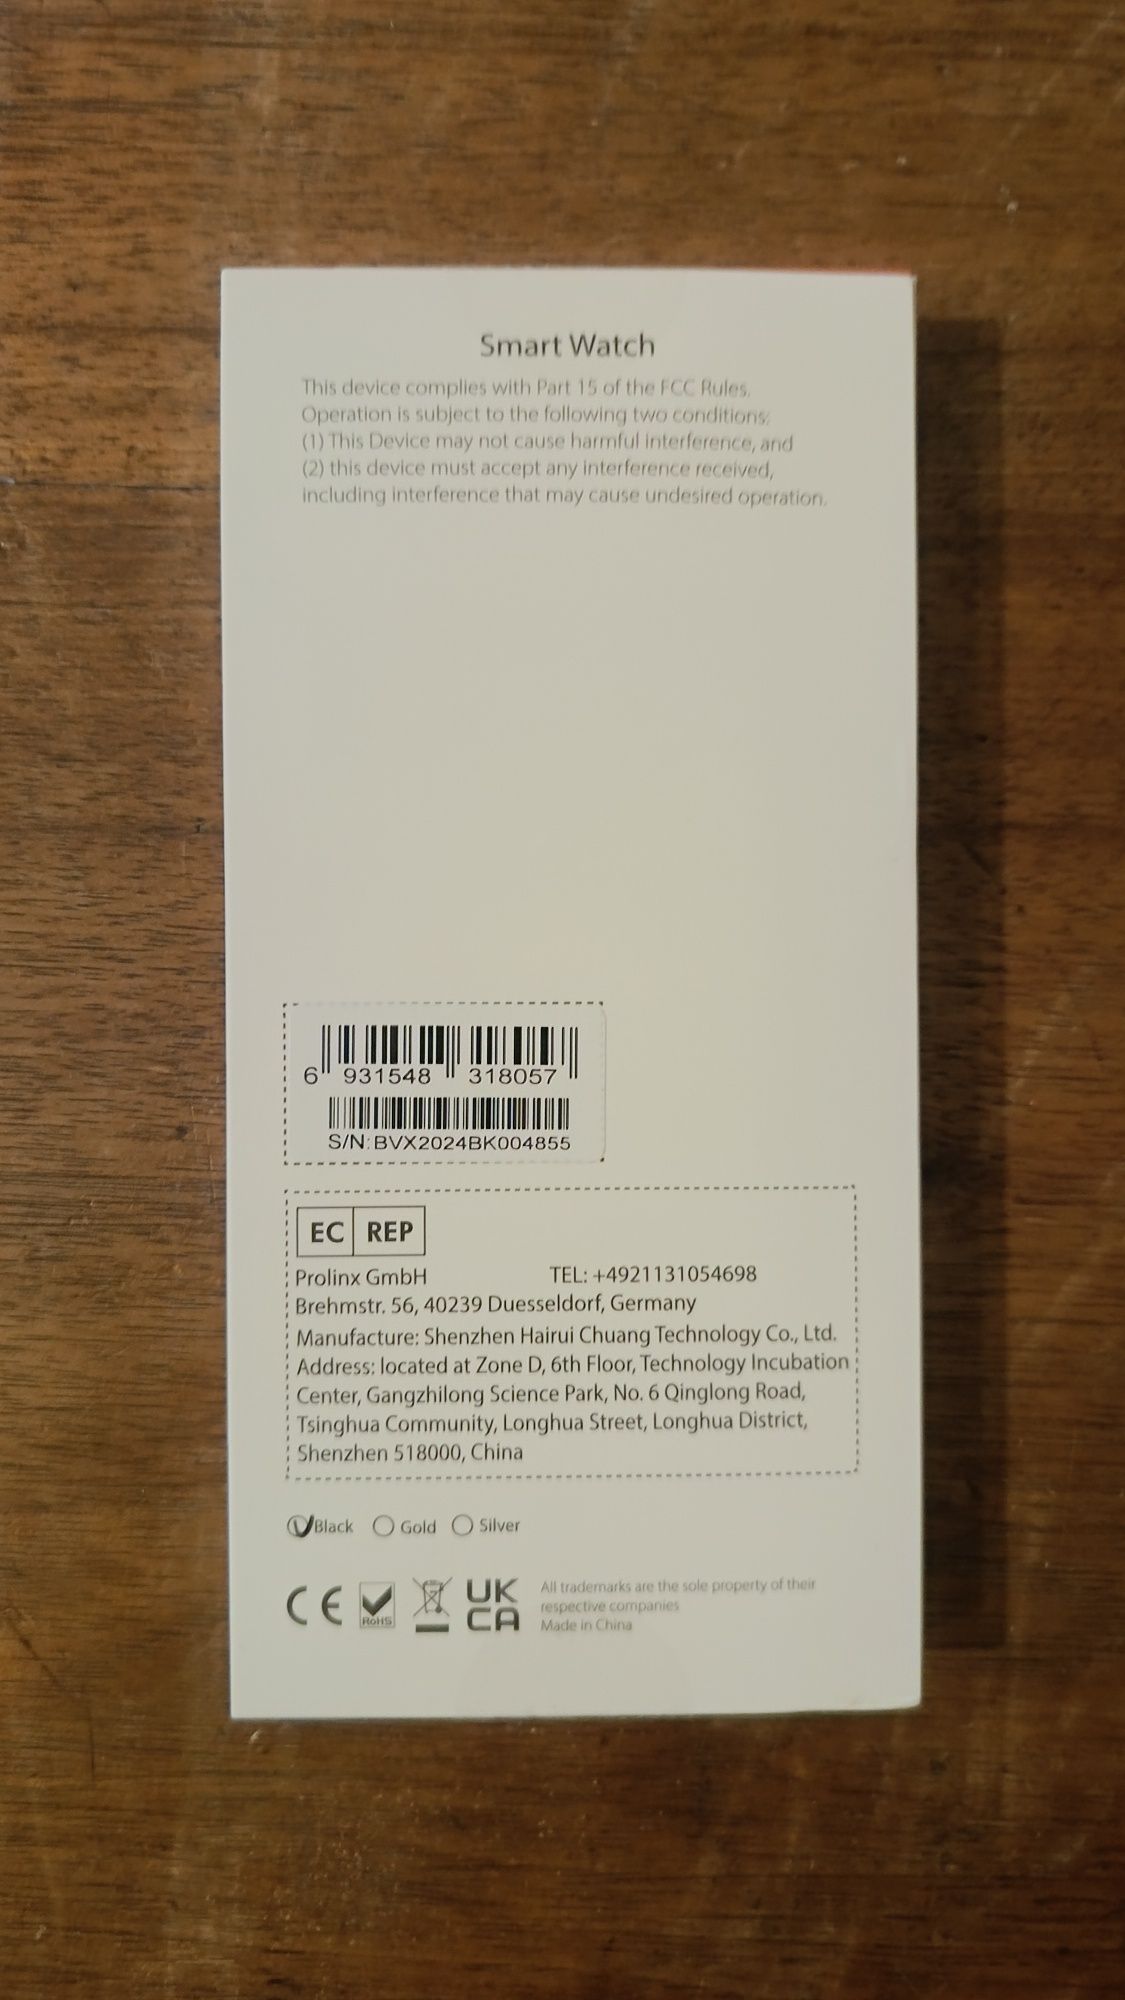 Smart Watch
This device complies with Part 15 of the FCC Rules.
Operation is subject to the following two conditions:
(1) This Device may not cause harmful interference, and
(2) this device must accept any interference received,
including interference that may cause undesired operation.
6 931548 318057
S/N:BVX2024BK004855
EC REP
Prolinx GmbH TEL: +4921131054698
Brehmstr. 56, 40239 Duesseldorf, Germany
Manufacture: Shenzhen Hairui Chuang Technology Co., Ltd.
Address: located at Zone D, 6th Floor, Technology Incubation
Center, Gangzhilong Science Park, No. 6 Qinglong Road,
Tsinghua Community, Longhua Street, Longhua District,
Shenzhen 518000, China
Black Gold Silver
CE RoHS UK CA
All trademarks are the sole property of their
respective companies
Made in China